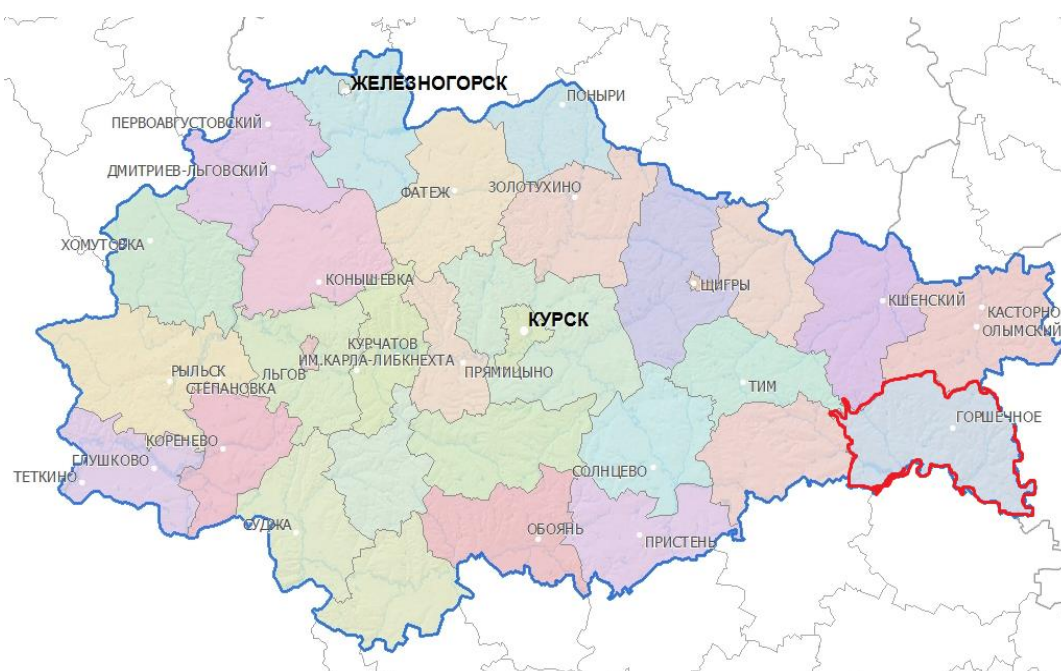 ЖЕЛЕЗНОГОРСК
ПОНЫРИ
ПЕРВОАВГУСТОВСКИЙ
ДМИТРИЕВ-ЛЬГОВСКИЙ
ФАТЕЖ
ЗОЛОТУХИНО
ХОМУТОВКА
КОНЫШЕВКА
ЩИГРЫ
КШЕНСКИЙ
КАСТОРНО
ОЛЫМСКИЙ
КУРСК
КУРЧАТОВ
ИМ.КАРЛА-ЛИБКНЕХТА
ПРЯМИЦЫНО
РЫЛЬСК
ЛЬГОВ
СТЕПАНОВКА
ТИМ
ГОРШЕЧНОЕ
КОРЕНЕВО
ГЛУШКОВО
ТЕТКИНО
СОЛНЦЕВО
СУДЖА
ОБОЯНЬ
ПРИСТЕНЬ